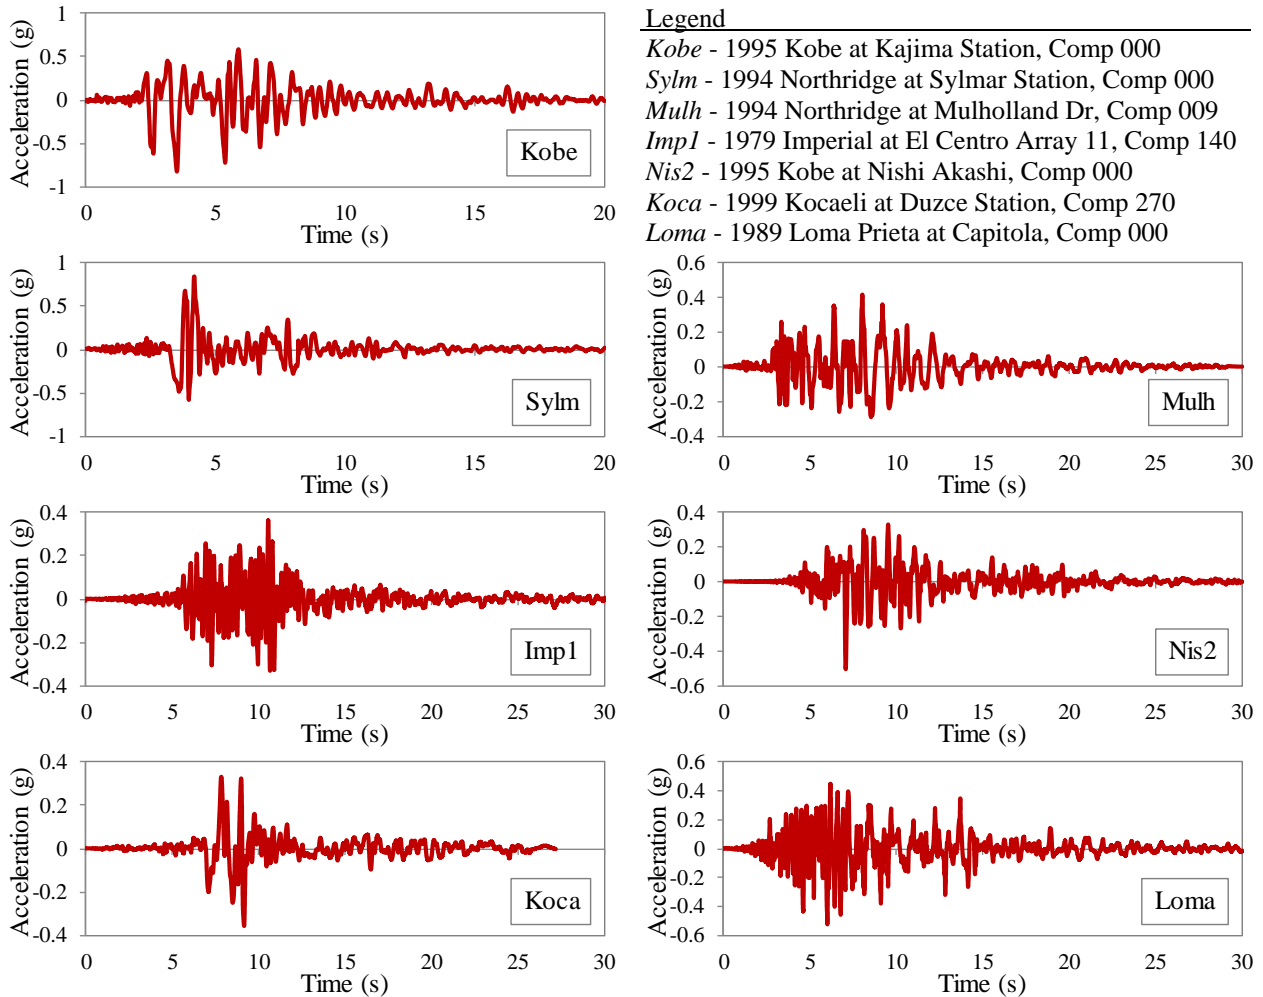 Legend
Kobe - 1995 Kobe at Kajima Station, Comp 000
Sylm - 1994 Northridge at Sylmar Station, Comp 000
Mulh - 1994 Northridge at Mulholland Dr, Comp 009
Imp1 - 1979 Imperial at El Centro Array 11, Comp 140
Nis2 - 1995 Kobe at Nishi Akashi, Comp 000
Koca - 1999 Kocaeli at Duzce Station, Comp 270
Loma - 1989 Loma Prieta at Capitola, Comp 000
Acceleration (g)
1
0.5
0
-0.5
-1
Kobe
0 5 10 15 20
Time (s)
Acceleration (g)
1
0.5
0
-0.5
-1
Sylm
0 5 10 15 20
Time (s)
Acceleration (g)
0.6
0.4
0.2
0
-0.2
-0.4
Mulh
0 5 10 15 20 25 30
Time (s)
Acceleration (g)
0.4
0.2
0
-0.2
-0.4
Imp1
0 5 10 15 20 25 30
Time (s)
Acceleration (g)
0.4
0.2
0
-0.2
-0.4
-0.6
Nis2
0 5 10 15 20 25 30
Time (s)
Acceleration (g)
0.4
0.2
0
-0.2
-0.4
Koca
0 5 10 15 20 25 30
Time (s)
Acceleration (g)
0.6
0.4
0.2
0
-0.2
-0.4
-0.6
Loma
0 5 10 15 20 25 30
Time (s)